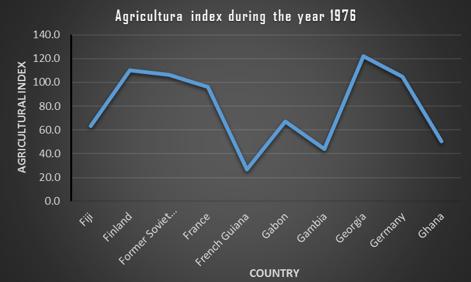 Agricultura index during the year 1976
AGRICULTURAL INDEX
140.0
120.0
100.0
80.0
60.0
40.0
20.0
0.0
Fiji
Finland
Former Soviet...
France
French Guiana
Gabon
Gambia
Georgia
Germany
Ghana
COUNTRY